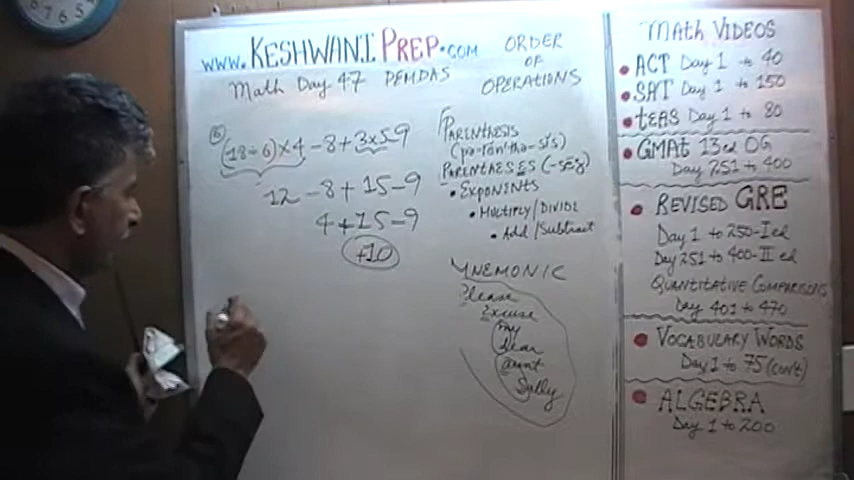 www.KESHWANIPREP.COM
Math Day 47 PEMDAS
ORDER
OF
OPERATIONS
⑥
(18÷6)×4-8+3×5-9
12-8+15-9
4+15-9
+10
PARENTHESIS
(pə-rĕn'thə-sĭs)
PARENTHESES (-sēz)
• EXPONENTS
• MULTIPLY/DIVIDE
• Add/Subtract
MNEMONIC
Please
Excuse
my
dear
aunt
Sally
Math VIDEOS
• ACT Day 1 to 40
• SAT Day 1 to 150
• tEAS Day 1 to 80
• GMAt 13ed OG
Day 251 to 400
• REVISED GRE
Day 1 to 250-I ed
Day 251 to 400-II ed
QUANTITATIVE COMPARISONS
Day 401 to 470
• VOCABULARY WORDS
Day 1 to 75 (con't)
• ALGEBRA
Day 1 to 200